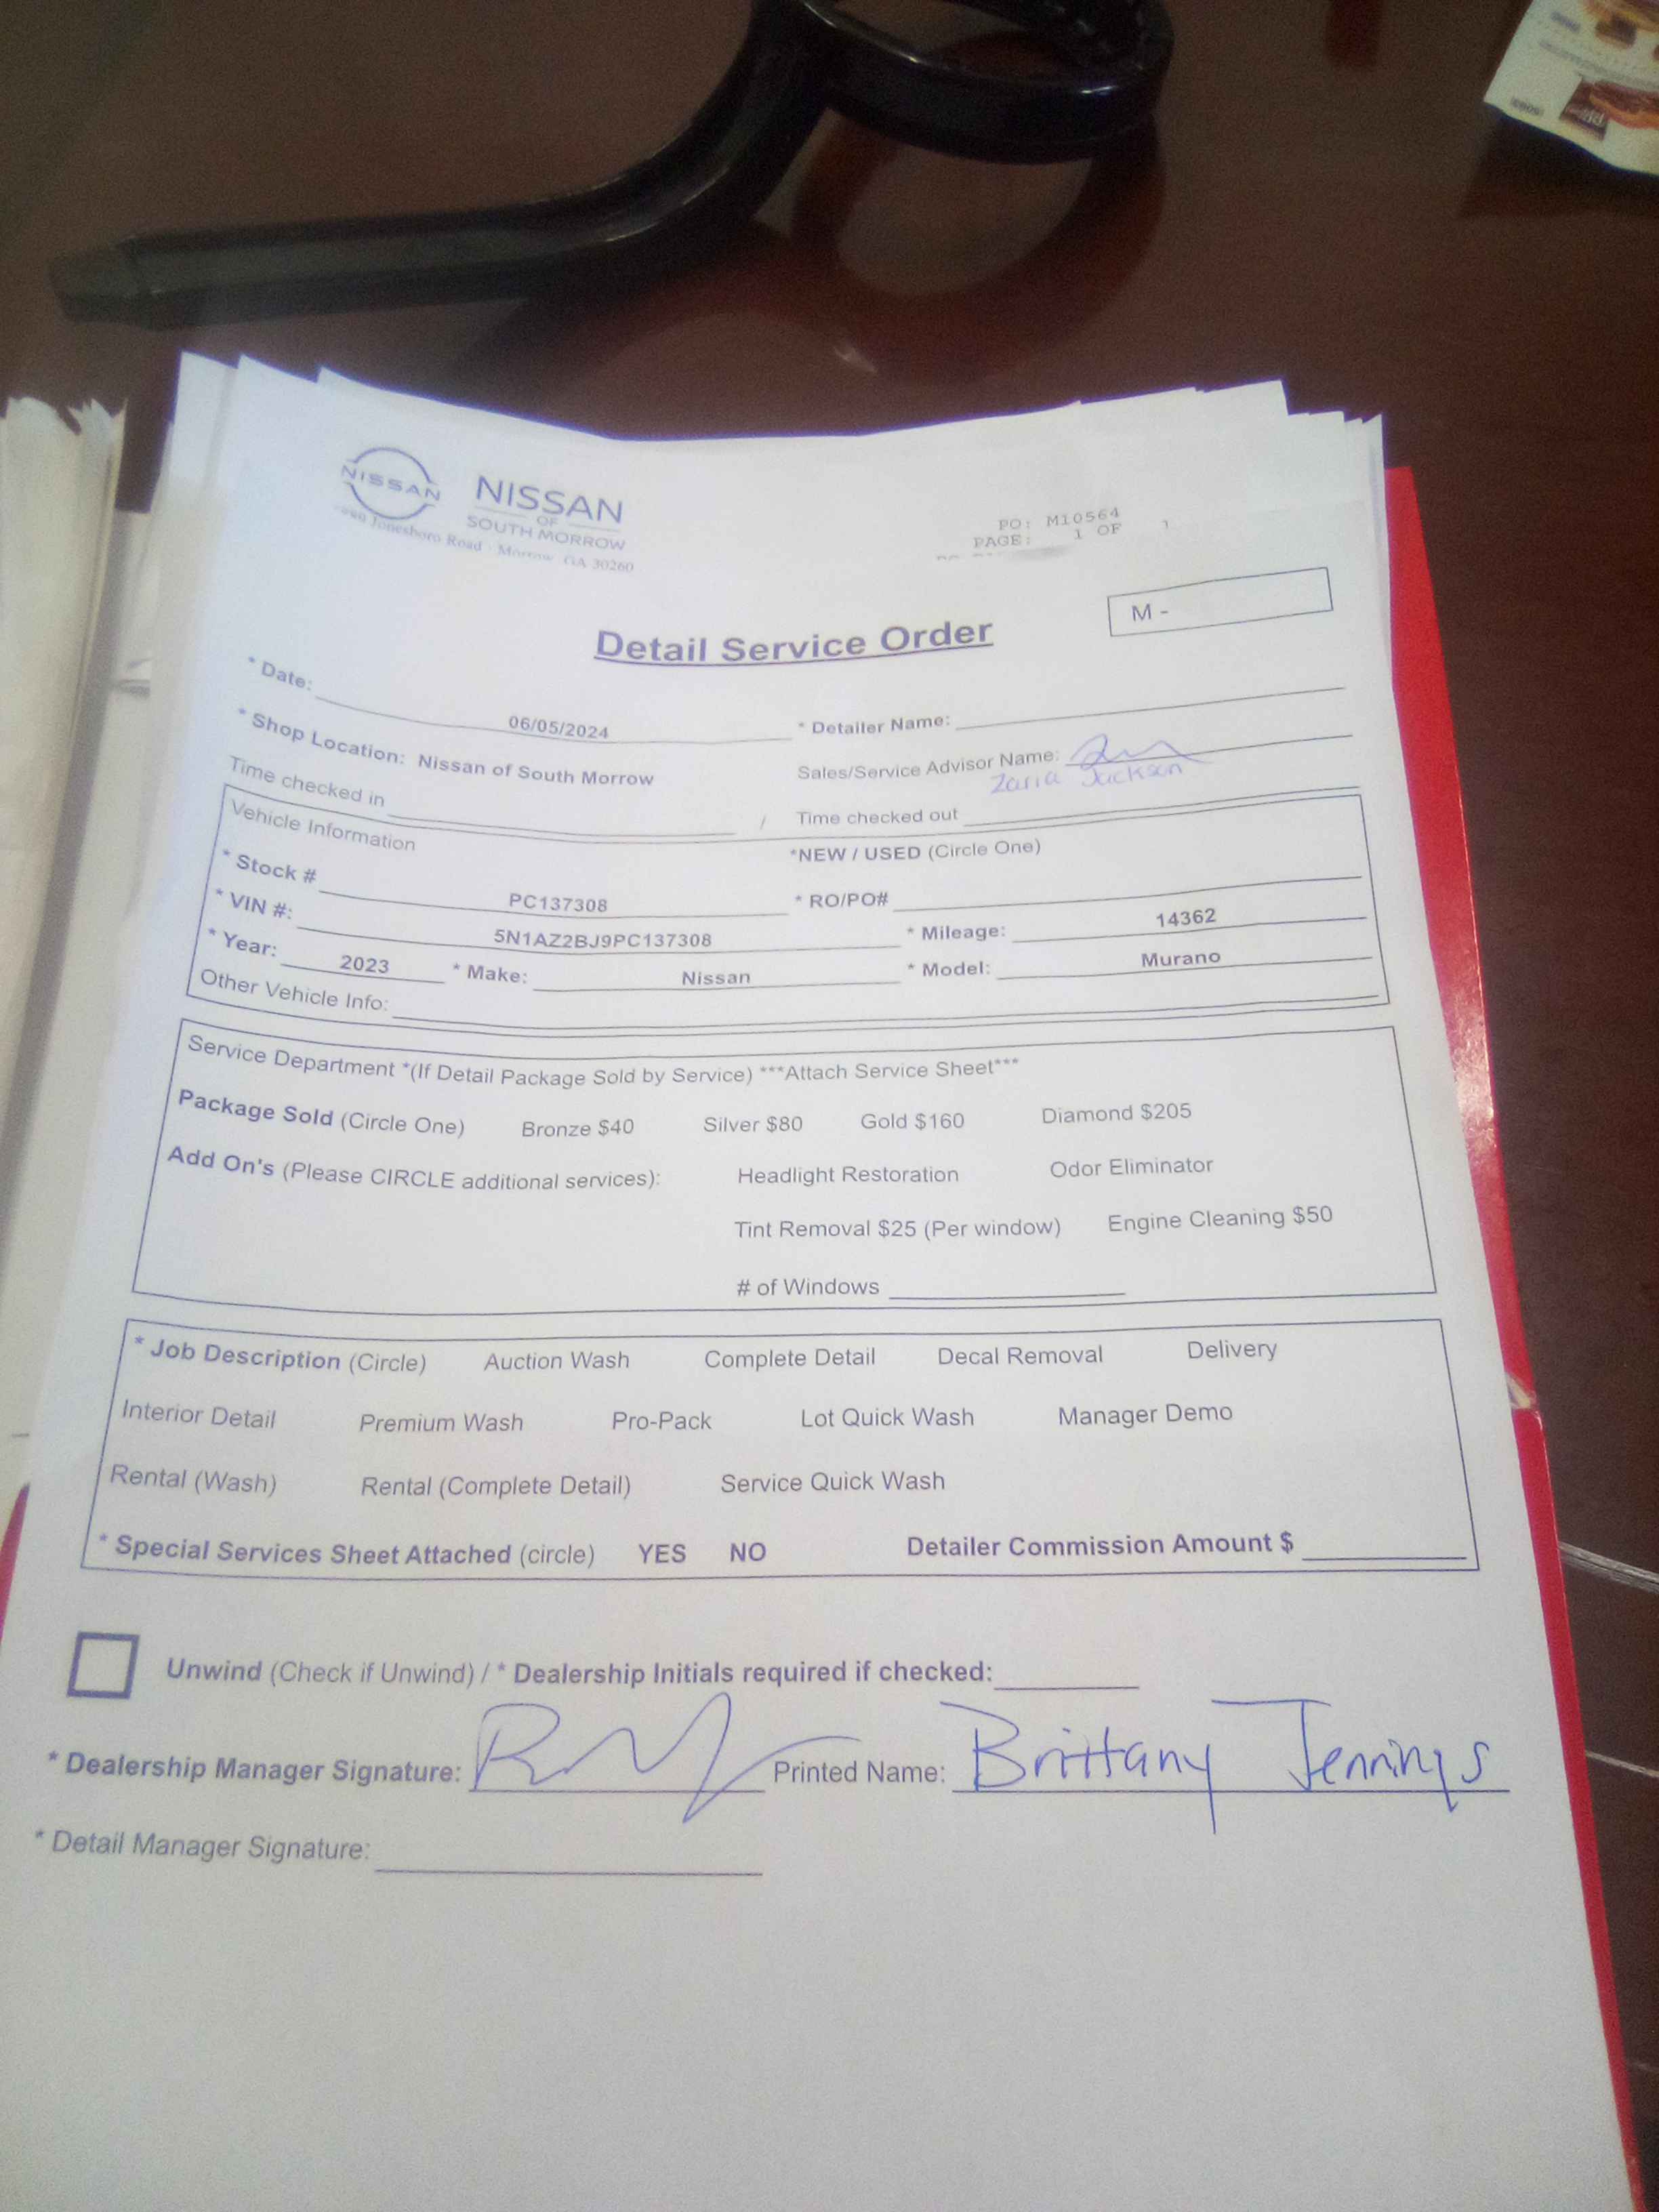 NISSAN
NISSAN
OF
SOUTH MORROW
Jonesboro Road · Morrow, GA 30260
PO: M10564
PAGE: 1 OF 1
M -
Detail Service Order
* Date: 06/05/2024
* Detailer Name:
* Shop Location: Nissan of South Morrow
Sales/Service Advisor Name:
Zaria Jackson
Time checked in / Time checked out
Vehicle Information
*NEW / USED (Circle One)
* Stock # PC137308 * RO/PO#
* VIN #: 5N1AZ2BJ9PC137308 * Mileage: 14362
* Year: 2023 * Make: Nissan * Model: Murano
Other Vehicle Info:
Service Department *(If Detail Package Sold by Service) ***Attach Service Sheet***
Package Sold (Circle One) Bronze $40 Silver $80 Gold $160 Diamond $205
Add On's (Please CIRCLE additional services): Headlight Restoration Odor Eliminator
Tint Removal $25 (Per window) Engine Cleaning $50
# of Windows
* Job Description (Circle) Auction Wash Complete Detail Decal Removal Delivery
Interior Detail Premium Wash Pro-Pack Lot Quick Wash Manager Demo
Rental (Wash) Rental (Complete Detail) Service Quick Wash
* Special Services Sheet Attached (circle) YES NO Detailer Commission Amount $
Unwind (Check if Unwind) / * Dealership Initials required if checked:
* Dealership Manager Signature: Printed Name: Brittany Jennings
* Detail Manager Signature: